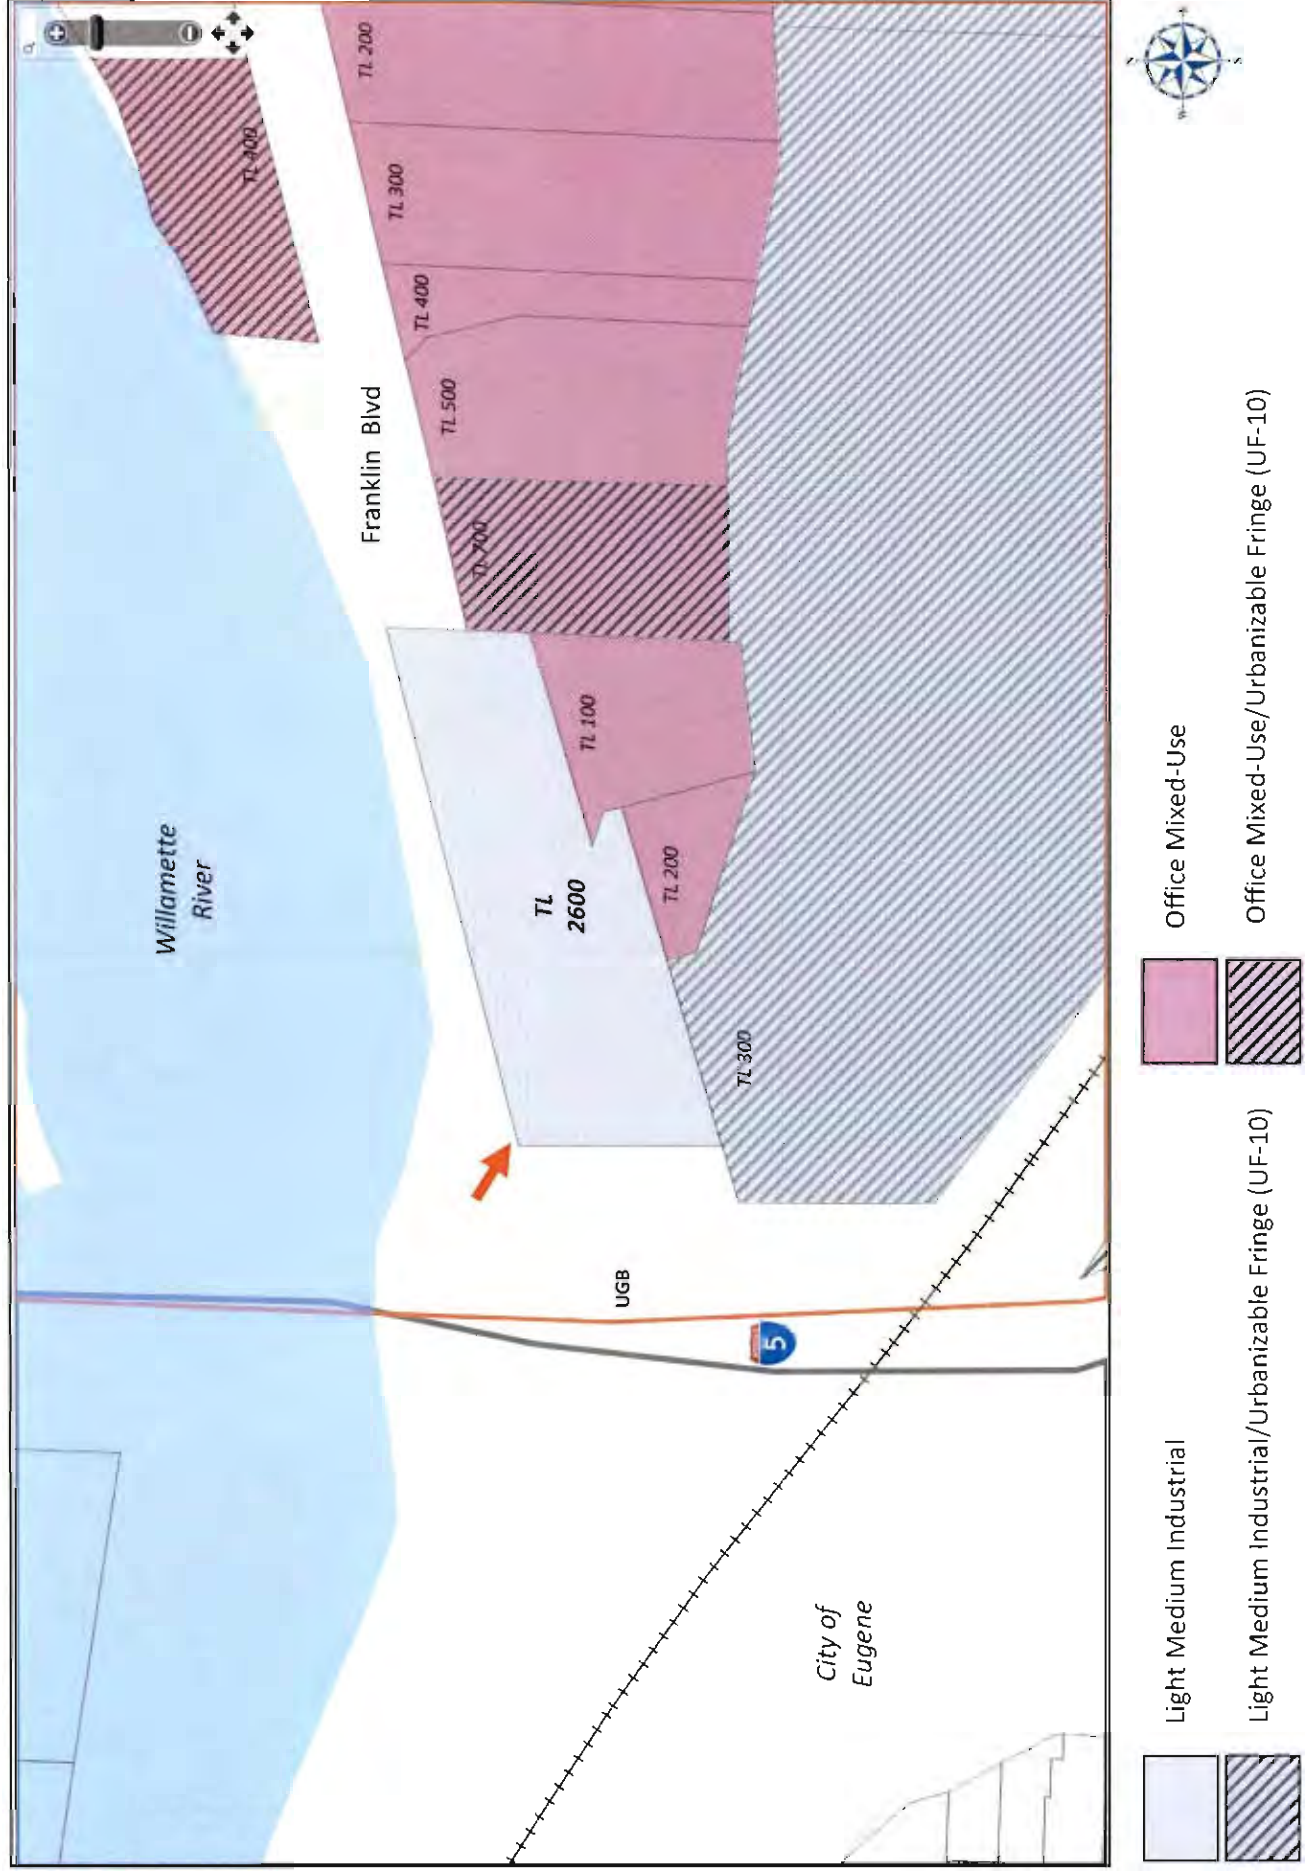 Willamette
River
Franklin Blvd
TL 400
TL 200
TL 300
TL 400
TL 500
TL 700
TL 100
TL 200
TL
2600
TL 300
UGB
5
City of
Eugene
Light Medium Industrial
Light Medium Industrial/Urbanizable Fringe (UF-10)
Office Mixed-Use
Office Mixed-Use/Urbanizable Fringe (UF-10)